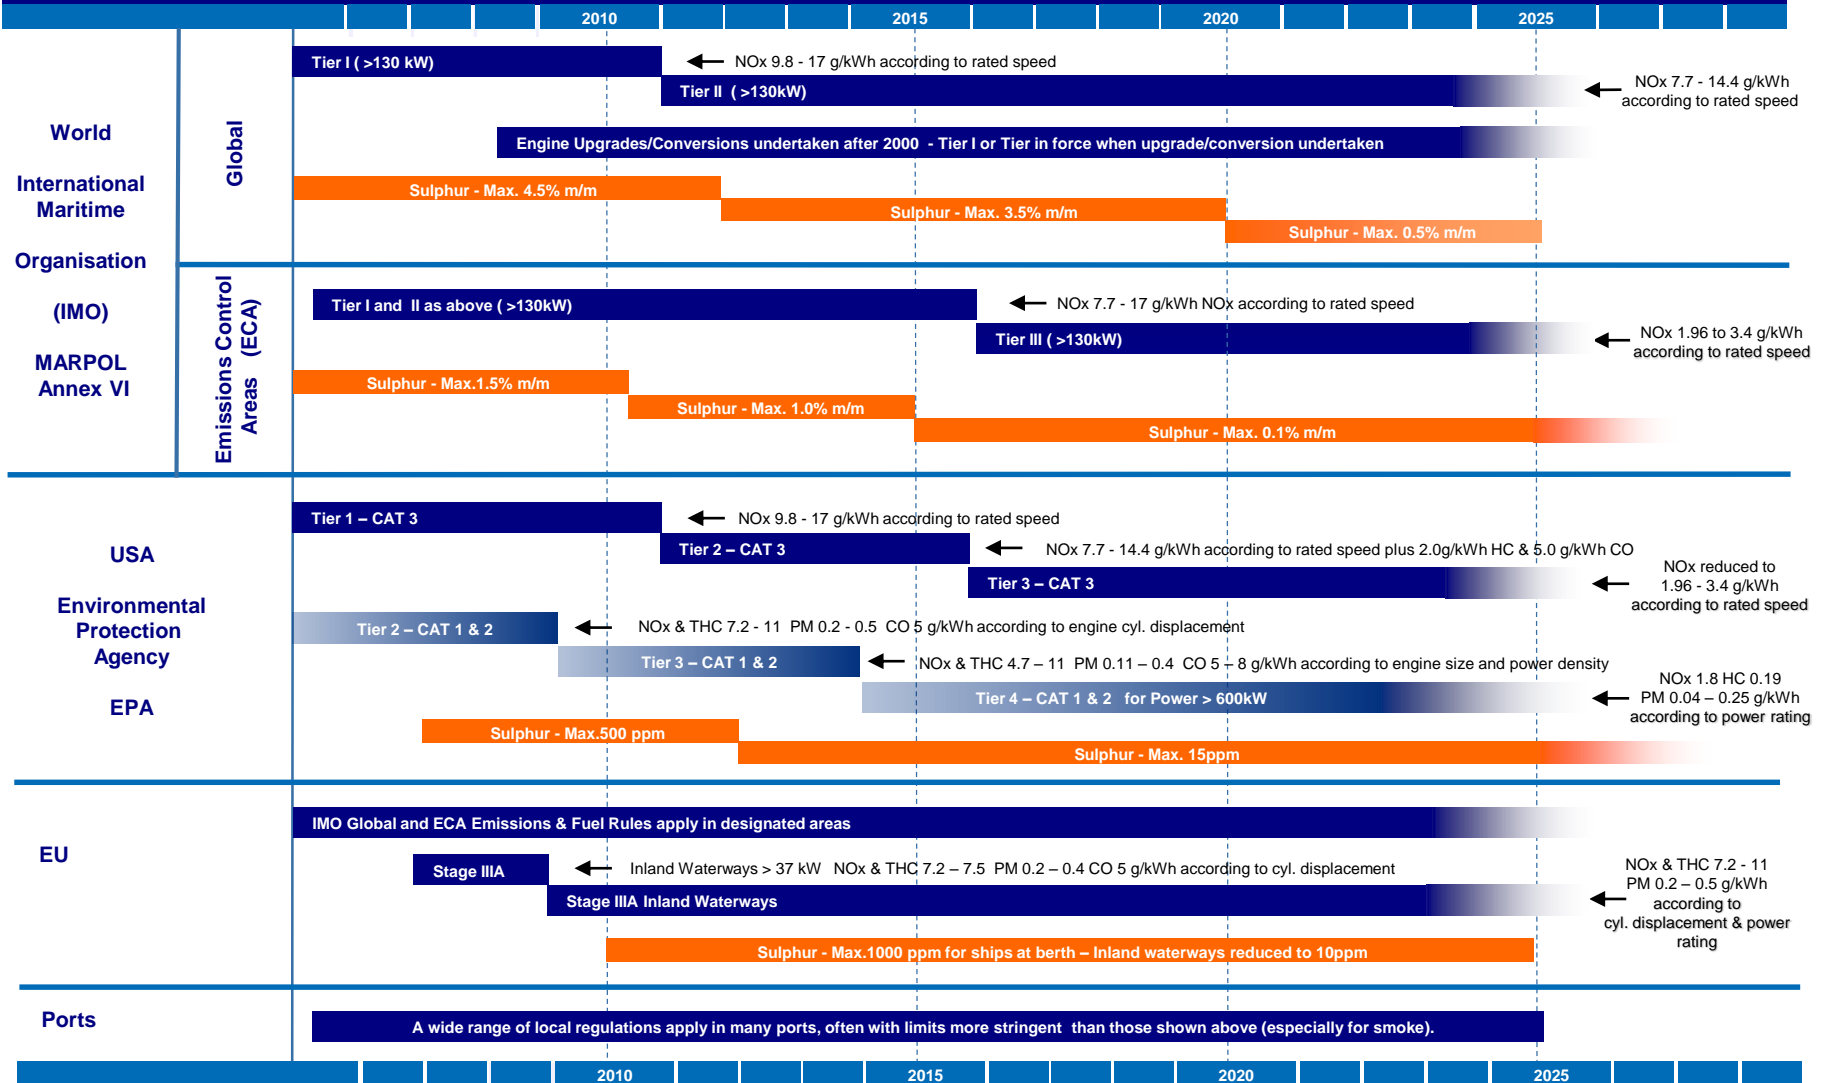 2010 2015 2020 2025
World
International
Maritime
Organisation
(IMO)
MARPOL
Annex VI
Global
Tier I ( >130 kW)
NOx 9.8 - 17 g/kWh according to rated speed
Tier II ( >130kW)
NOx 7.7 - 14.4 g/kWh
according to rated speed
Engine Upgrades/Conversions undertaken after 2000 - Tier I or Tier in force when upgrade/conversion undertaken
Sulphur - Max. 4.5% m/m
Sulphur - Max. 3.5% m/m
Sulphur - Max. 0.5% m/m
Emissions Control
Areas (ECA)
Tier I and II as above ( >130kW)
NOx 7.7 - 17 g/kWh NOx according to rated speed
Tier III ( >130kW)
NOx 1.96 to 3.4 g/kWh
according to rated speed
Sulphur - Max.1.5% m/m
Sulphur - Max. 1.0% m/m
Sulphur - Max. 0.1% m/m
USA
Environmental
Protection
Agency
EPA
Tier 1 – CAT 3
NOx 9.8 - 17 g/kWh according to rated speed
Tier 2 – CAT 3
NOx 7.7 - 14.4 g/kWh according to rated speed plus 2.0g/kWh HC & 5.0 g/kWh CO
Tier 3 – CAT 3
NOx reduced to
1.96 - 3.4 g/kWh
according to rated speed
Tier 2 – CAT 1 & 2
NOx & THC 7.2 - 11 PM 0.2 - 0.5 CO 5 g/kWh according to engine cyl. displacement
Tier 3 – CAT 1 & 2
NOx & THC 4.7 – 11 PM 0.11 – 0.4 CO 5 – 8 g/kWh according to engine size and power density
Tier 4 – CAT 1 & 2 for Power > 600kW
NOx 1.8 HC 0.19
PM 0.04 – 0.25 g/kWh
according to power rating
Sulphur - Max.500 ppm
Sulphur - Max. 15ppm
EU
IMO Global and ECA Emissions & Fuel Rules apply in designated areas
Stage IIIA
Inland Waterways > 37 kW NOx & THC 7.2 – 7.5 PM 0.2 – 0.4 CO 5 g/kWh according to cyl. displacement
Stage IIIA Inland Waterways
NOx & THC 7.2 - 11
PM 0.2 – 0.5 g/kWh
according to
cyl. displacement & power
rating
Sulphur - Max.1000 ppm for ships at berth – Inland waterways reduced to 10ppm
Ports
A wide range of local regulations apply in many ports, often with limits more stringent than those shown above (especially for smoke).
2010 2015 2020 2025